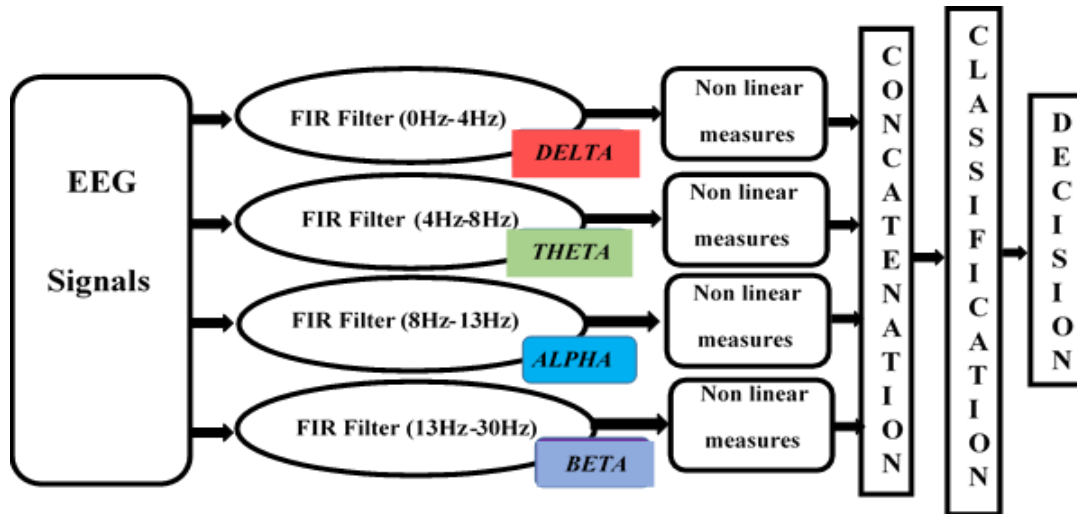 EEG
Signals
FIR Filter (0Hz-4Hz)
DELTA
Non linear
measures
FIR Filter (4Hz-8Hz)
THETA
Non linear
measures
FIR Filter (8Hz-13Hz)
ALPHA
Non linear
measures
FIR Filter (13Hz-30Hz)
BETA
Non linear
measures
CONCATENATION
CLASSIFICATION
DECISION